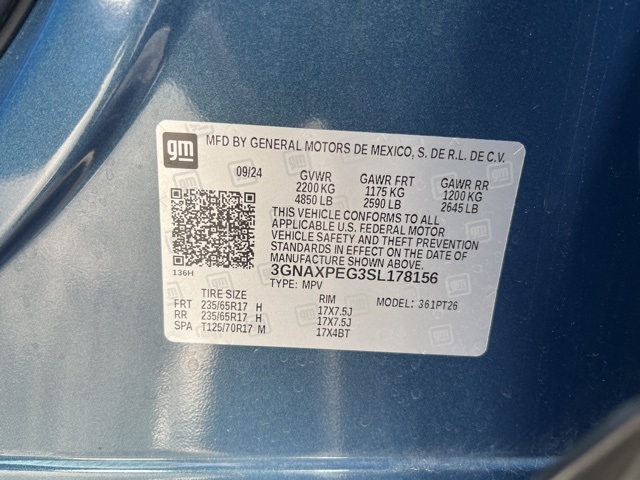 gm
MFD BY GENERAL MOTORS DE MEXICO, S. DE R.L. DE C.V.
09/24 GVWR GAWR FRT GAWR RR
2200 KG 1175 KG 1200 KG
4850 LB 2590 LB 2645 LB
THIS VEHICLE CONFORMS TO ALL
APPLICABLE U.S. FEDERAL MOTOR
VEHICLE SAFETY AND THEFT PREVENTION
STANDARDS IN EFFECT ON THE DATE OF
MANUFACTURE SHOWN ABOVE.
136H 3GNAXPEG3SL178156
TYPE: MPV
TIRE SIZE RIM MODEL: 361PT26
FRT 235/65R17 H 17X7.5J
RR 235/65R17 H 17X7.5J
SPA T125/70R17 M 17X4BT